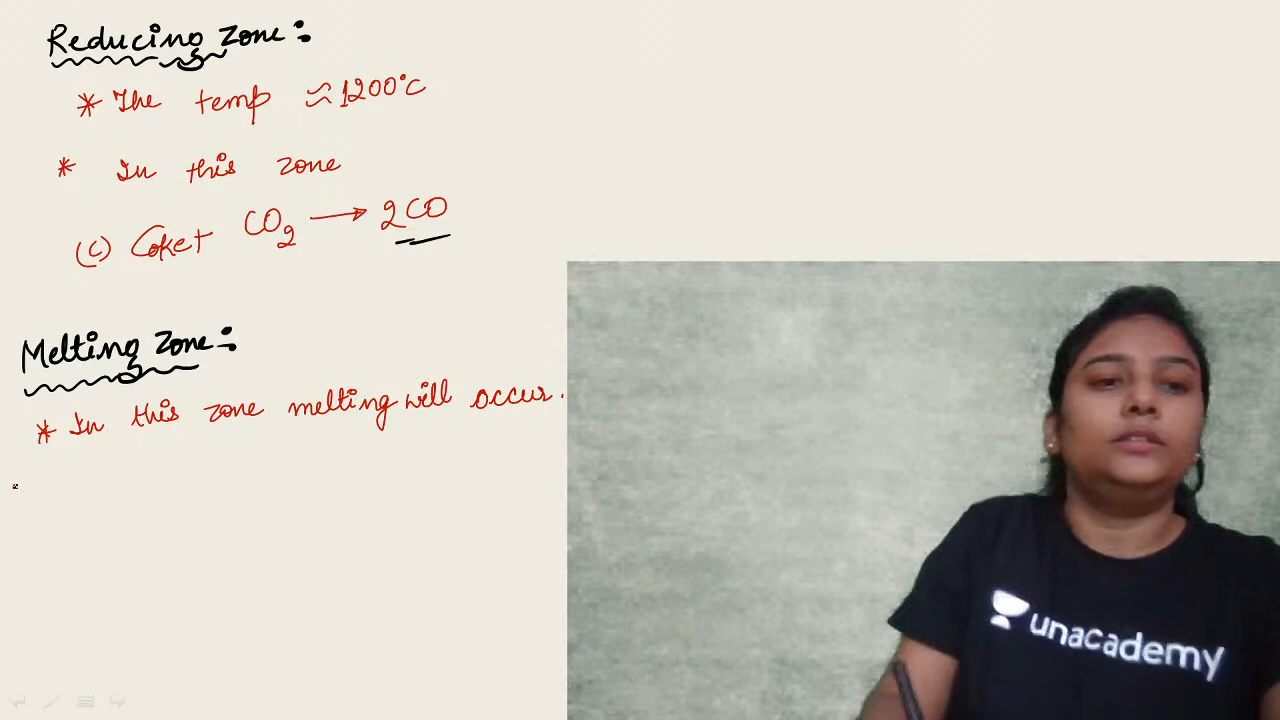 Reducing Zone :
* The temp ≈ 1200°C
* In this zone
(C) Coke+ CO₂ → 2CO
Melting Zone :
* In this zone melting will occur.
unacademy